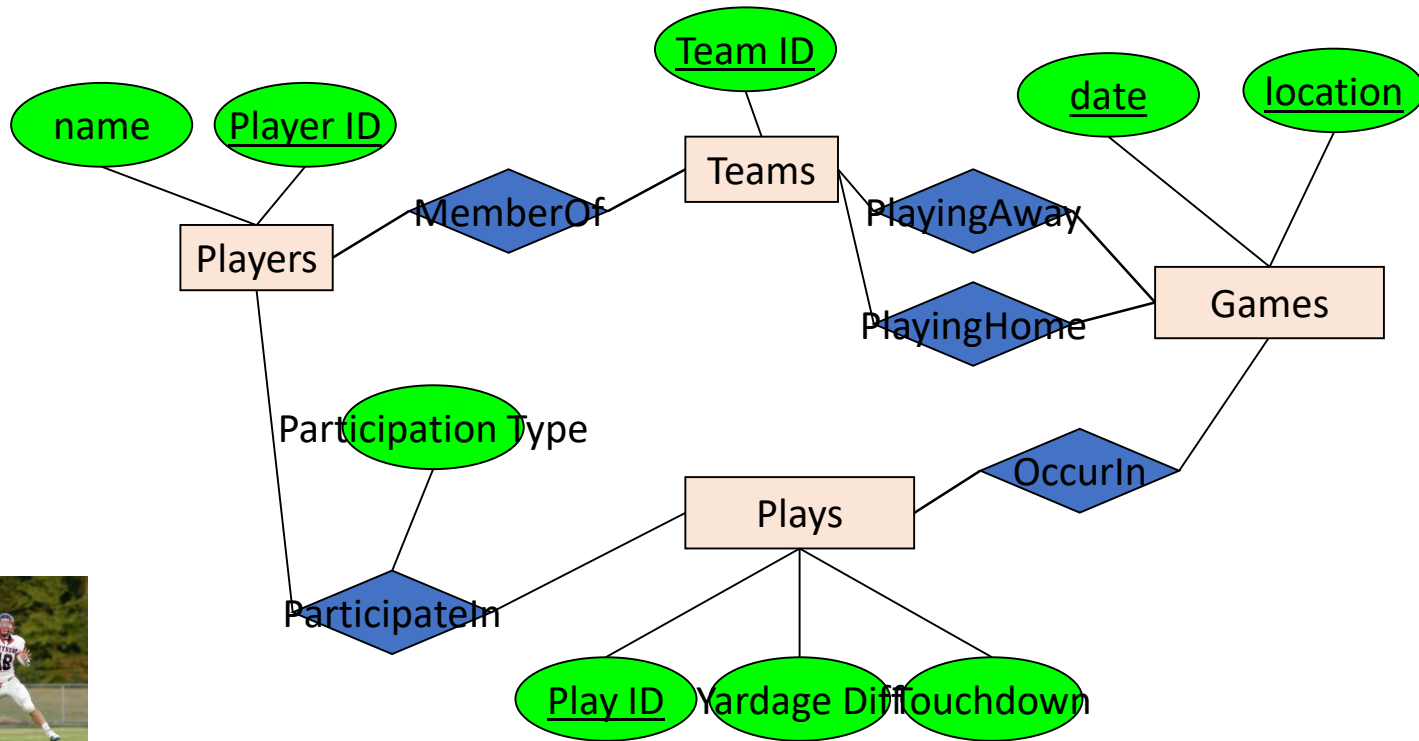 Team ID
date
location
name
Player ID
Teams
MemberOf
PlayingAway
Players
Games
PlayingHome
Participation Type
OccurIn
Plays
ParticipateIn
Play ID
Yardage Diff
Touchdown